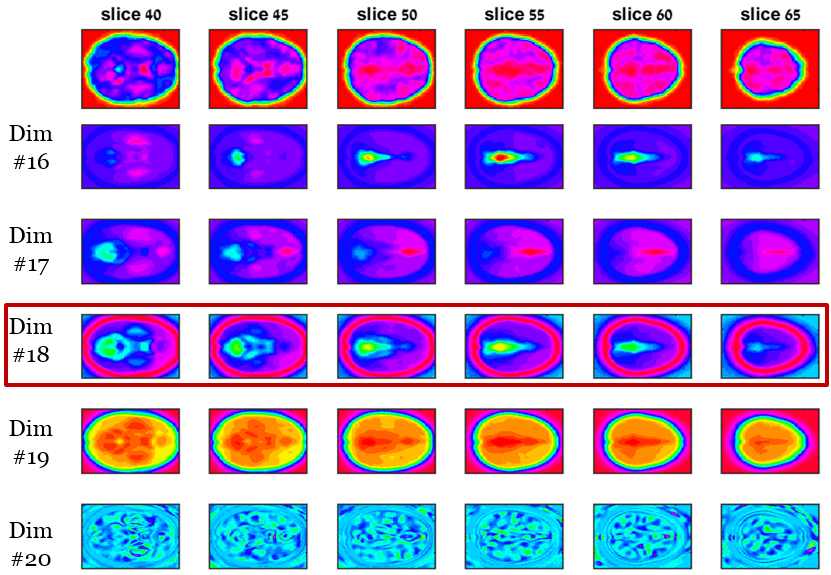 slice 40 slice 45 slice 50 slice 55 slice 60 slice 65
Dim
#16
Dim
#17
Dim
#18
Dim
#19
Dim
#20